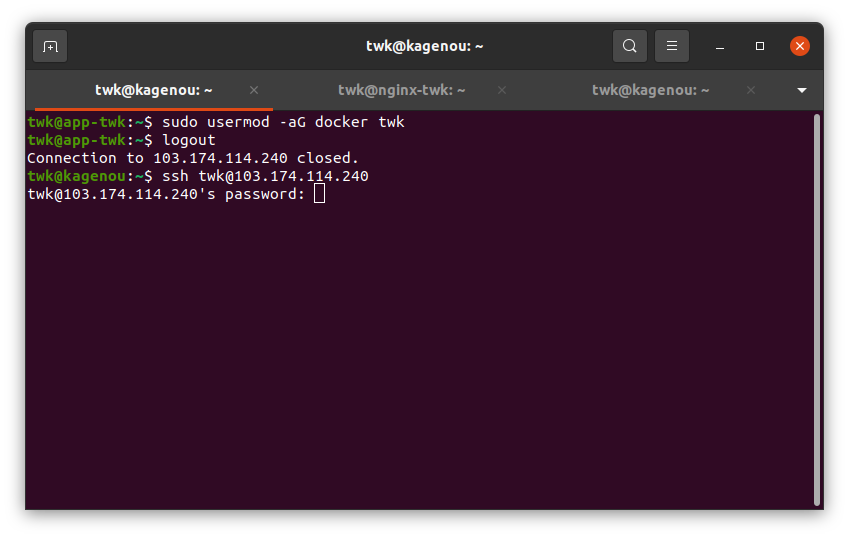 twk@kagenou: ~
twk@kagenou: ~
twk@nginx-twk: ~
twk@kagenou: ~
twk@app-twk:~$ sudo usermod -aG docker twk
twk@app-twk:~$ logout
Connection to 103.174.114.240 closed.
twk@kagenou:~$ ssh twk@103.174.114.240
twk@103.174.114.240's password: